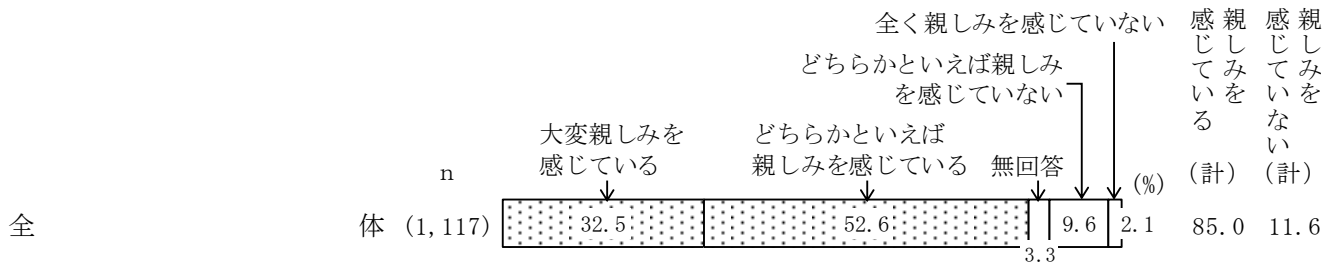 全く親しみを感じていない
どちらかといえば親しみ
を感じていない
大変親しみを
感じている
どちらかといえば
親しみを感じている
無回答
親しみを
感じている
（計）
親しみを
感じていない
（計）
n
(%)
全体
(1,117)
32.5
52.6
3.3
9.6
2.1
85.0
11.6